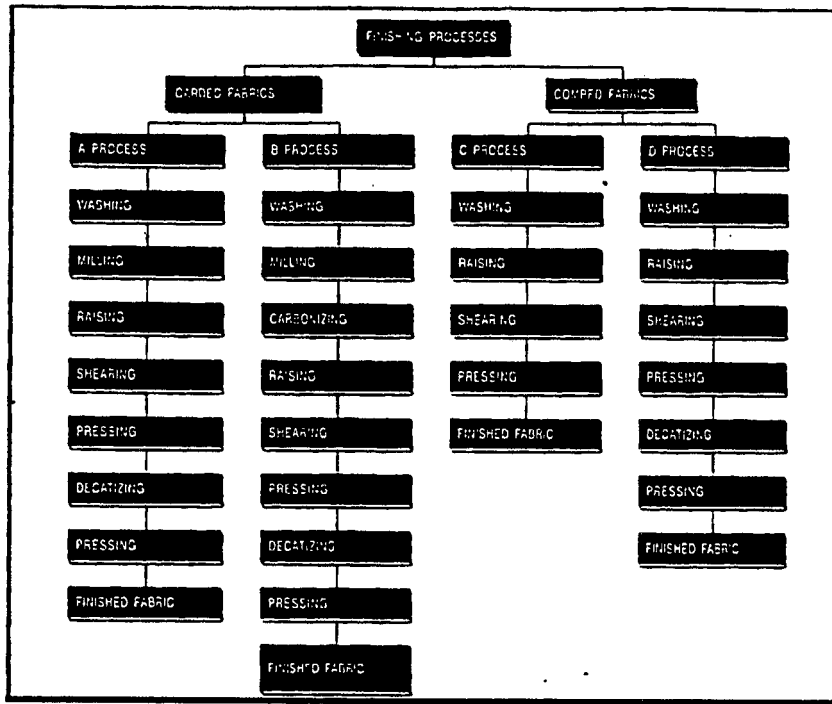 FINISHING PROCESSES
CARDED FABRICS
COMPED FABRICS
A PROCESS
WASHING
MILLING
RAISING
SHEARING
PRESSING
DECATIZING
PRESSING
FINISHED FABRIC
B PROCESS
WASHING
MILLING
CARBONIZING
RAISING
SHEARING
PRESSING
DECATIZING
PRESSING
FINISHED FABRIC
C PROCESS
WASHING
RAISING
SHEARING
PRESSING
FINISHED FABRIC
D PROCESS
WASHING
RAISING
SHEARING
PRESSING
DECATIZING
PRESSING
FINISHED FABRIC